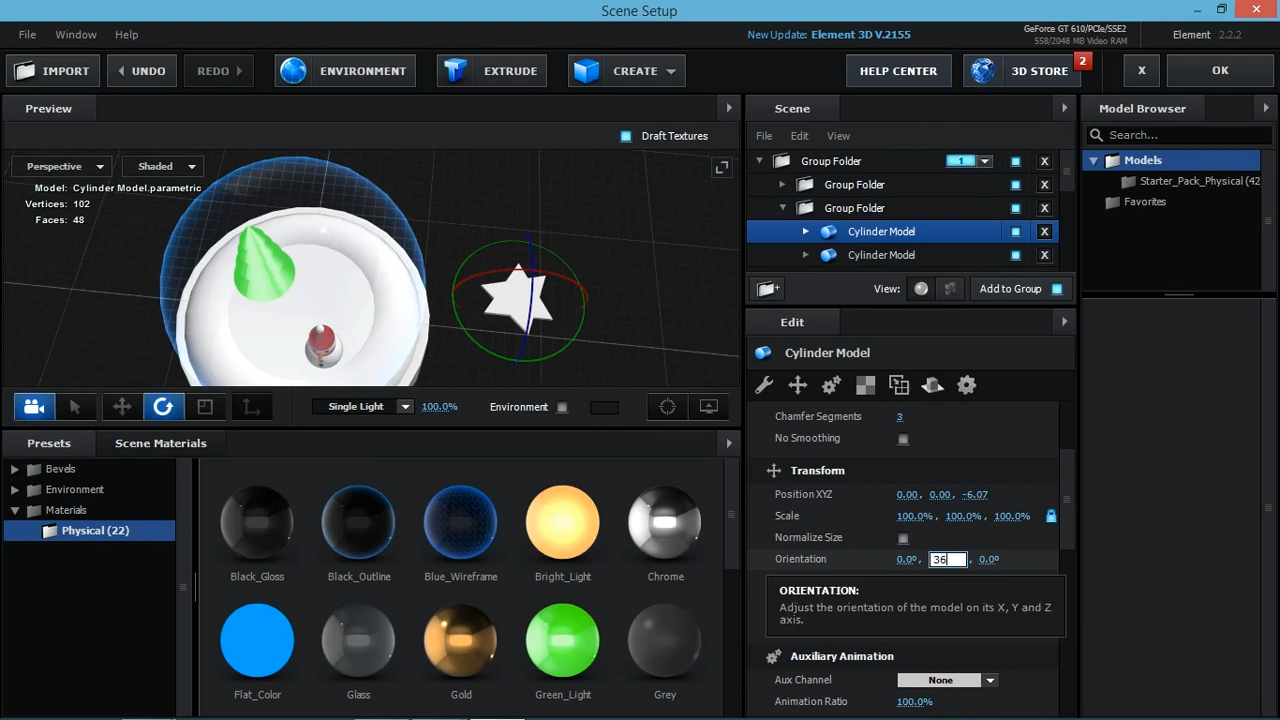 Scene Setup
File Window Help
New Update: Element 3D V.2155
GeForce GT 610/PCIe/SSE2
558/2048 MB Video RAM
Element 2.2.2
IMPORT UNDO REDO ENVIRONMENT EXTRUDE CREATE HELP CENTER 3D STORE 2 X OK
Preview
Draft Textures
Perspective Shaded
Model: Cylinder Model.parametric
Vertices: 102
Faces: 48
Single Light 100.0% Environment
Presets Scene Materials
Bevels
Environment
Materials
Physical (22)
Black_Gloss Black_Outline Blue_Wireframe Bright_Light Chrome
Flat_Color Glass Gold Green_Light Grey
Scene
File Edit View
Group Folder 1 X
Group Folder X
Group Folder X
Cylinder Model X
Cylinder Model X
View: Add to Group
Edit
Cylinder Model
Chamfer Segments 3
No Smoothing
Transform
Position XYZ 0.00, 0.00, -6.07
Scale 100.0%, 100.0%, 100.0%
Normalize Size
Orientation 0.0º, 36, 0.0º
ORIENTATION:
Adjust the orientation of the model on its X, Y and Z
axis.
Auxiliary Animation
Aux Channel None
Animation Ratio 100.0%
Model Browser
Search...
Models
Starter_Pack_Physical (42
Favorites